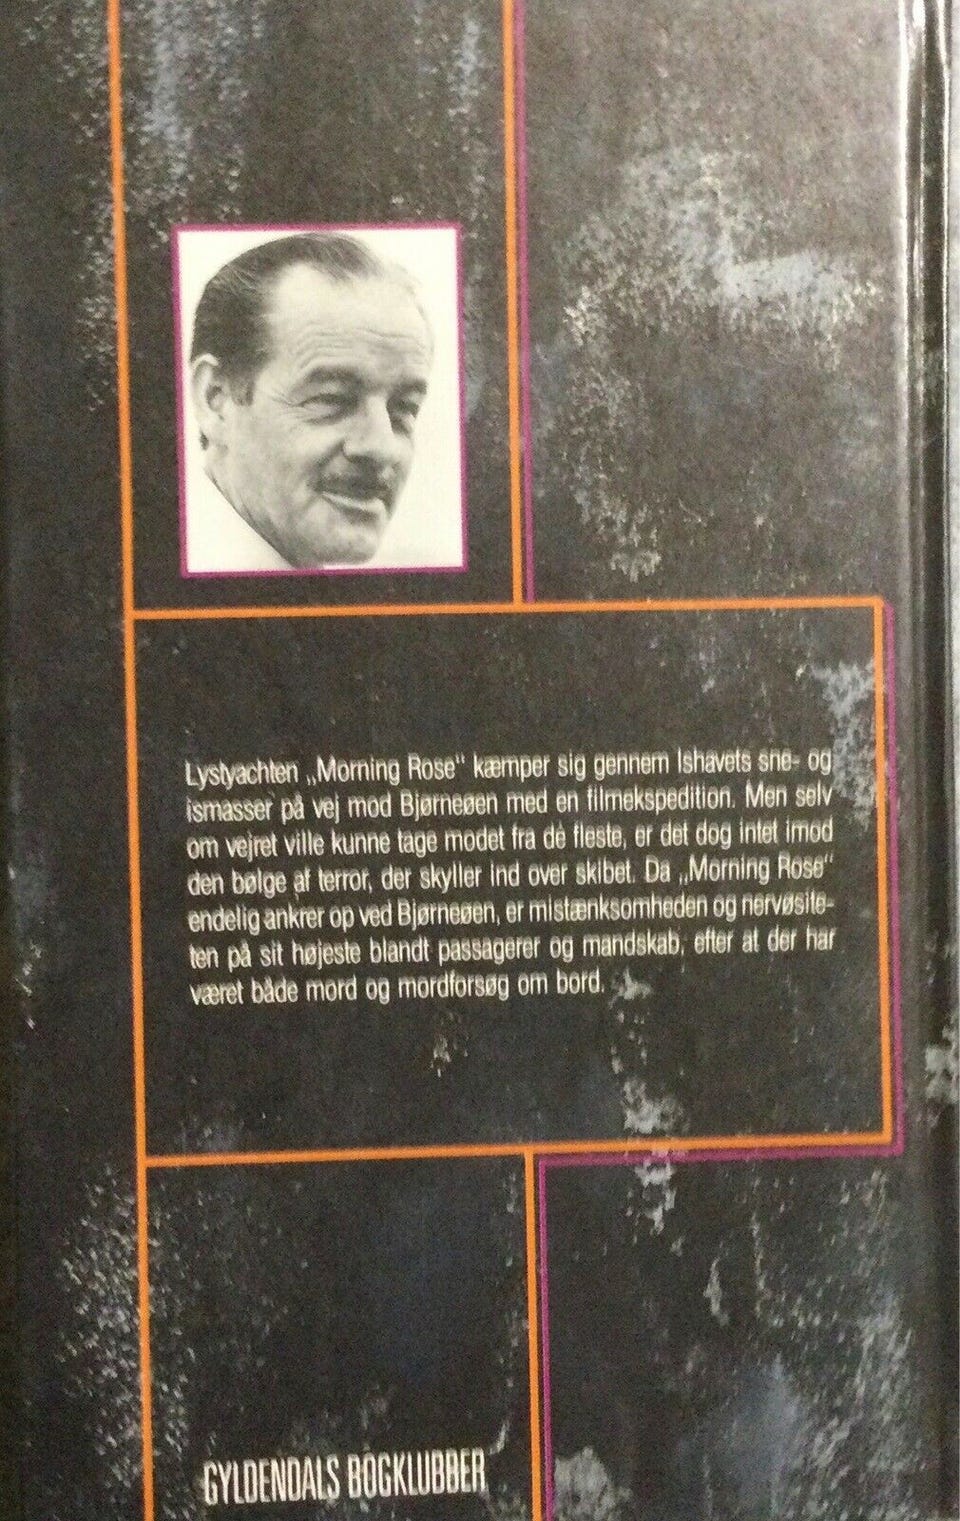 Lystyachten „Morning Rose" kæmper sig gennem Ishavets sne- og
ismasser på vej mod Bjørneøen med en filmekspedition. Men selv
om vejret ville kunne tage modet fra de fleste, er det dog intet imod
den bølge af terror, der skyller ind over skibet. Da „Morning Rose"
endelig ankrer op ved Bjørneøen, er mistænksomheden og nervøsite-
ten på sit højeste blandt passagerer og mandskab, efter at der har
været både mord og mordforsøg om bord.
GYLDENDALS BOGKLUBBER